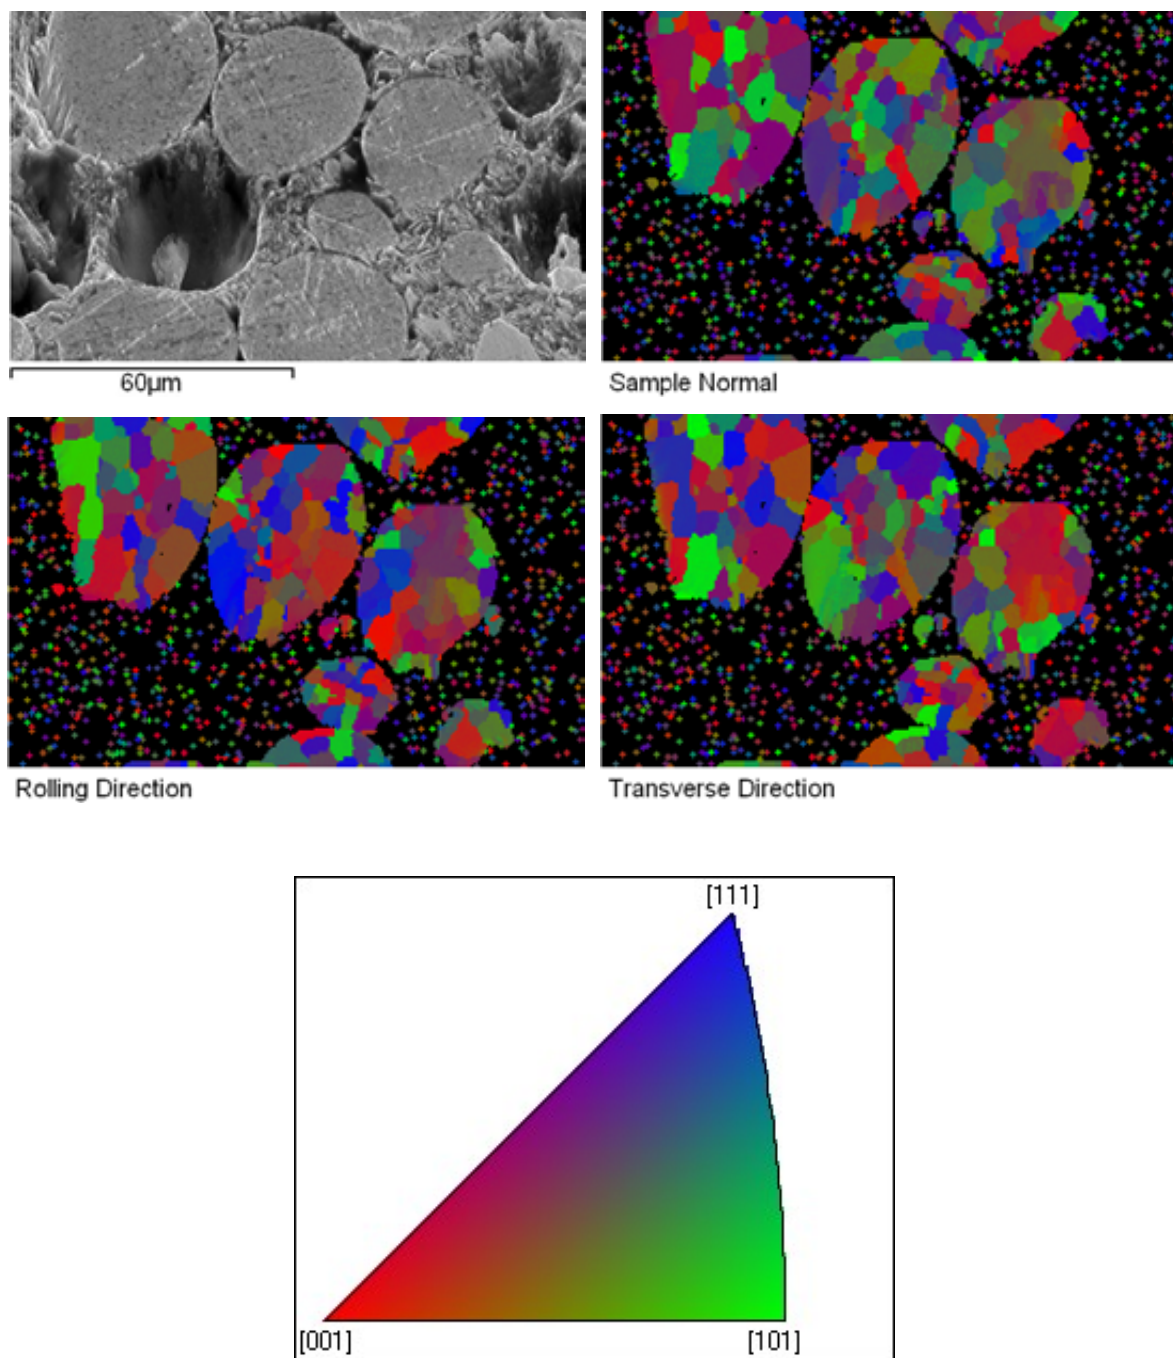 60µm
Sample Normal
Rolling Direction
Transverse Direction
[111]
[001]
[101]